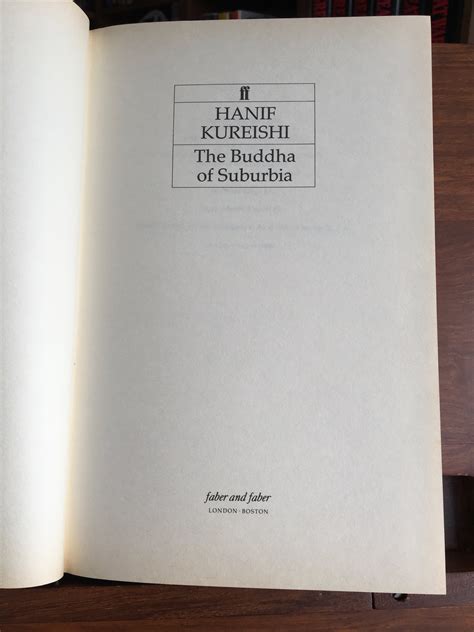 ff
HANIF
KUREISHI
The Buddha
of Suburbia
faber and faber
LONDON · BOSTON